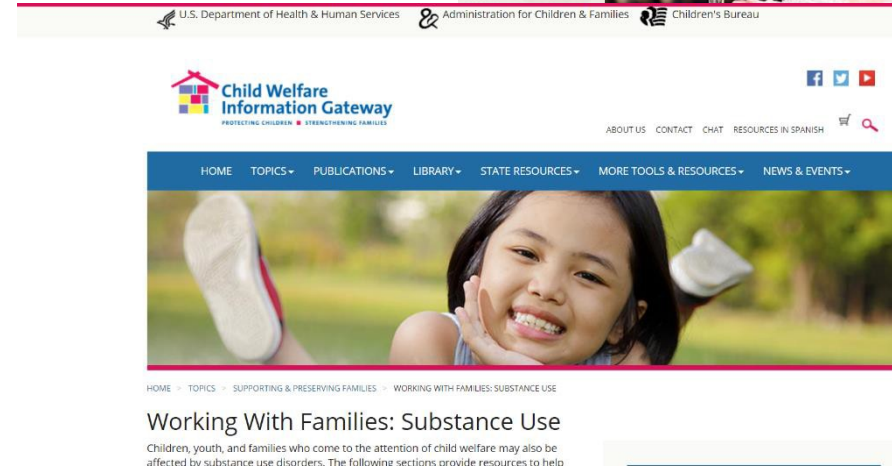 U.S. Department of Health & Human Services Administration for Children & Families Children's Bureau
Child Welfare
Information Gateway
PROTECTING CHILDREN ■ STRENGTHENING FAMILIES
ABOUT US CONTACT CHAT RESOURCES IN SPANISH
HOME TOPICS PUBLICATIONS LIBRARY STATE RESOURCES MORE TOOLS & RESOURCES NEWS & EVENTS
HOME > TOPICS > SUPPORTING & PRESERVING FAMILIES > WORKING WITH FAMILIES: SUBSTANCE USE
Working With Families: Substance Use
Children, youth, and families who come to the attention of child welfare may also be
affected by substance use disorders. The following sections provide resources to help